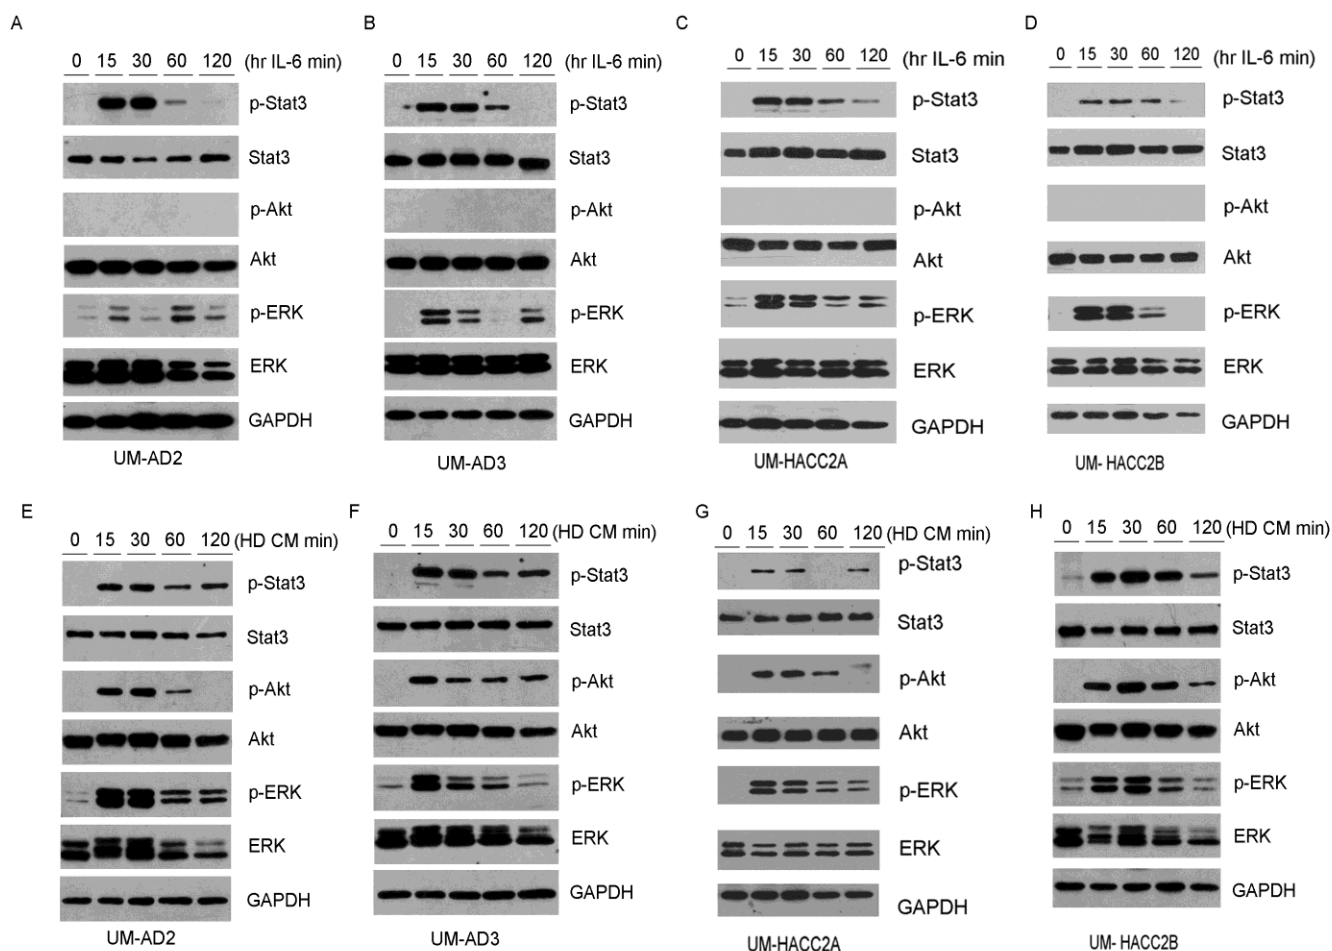 A
0 15 30 60 120 (hr IL-6 min)
p-Stat3
Stat3
p-Akt
Akt
p-ERK
ERK
GAPDH
UM-AD2
B
0 15 30 60 120 (hr IL-6 min)
p-Stat3
Stat3
p-Akt
Akt
p-ERK
ERK
GAPDH
UM-AD3
C
0 15 30 60 120 (hr IL-6 min
p-Stat3
Stat3
p-Akt
Akt
p-ERK
ERK
GAPDH
UM-HACC2A
D
0 15 30 60 120 (hr IL-6 min)
p-Stat3
Stat3
p-Akt
Akt
p-ERK
ERK
GAPDH
UM- HACC2B
E
0 15 30 60 120 (HD CM min)
p-Stat3
Stat3
p-Akt
Akt
p-ERK
ERK
GAPDH
UM-AD2
F
0 15 30 60 120 (HD CM min)
p-Stat3
Stat3
p-Akt
Akt
p-ERK
ERK
GAPDH
UM-AD3
G
0 15 30 60 120 (HD CM min)
p-Stat3
Stat3
p-Akt
Akt
p-ERK
ERK
GAPDH
UM-HACC2A
H
0 15 30 60 120 (HD CM min)
p-Stat3
Stat3
p-Akt
Akt
p-ERK
ERK
GAPDH
UM- HACC2B